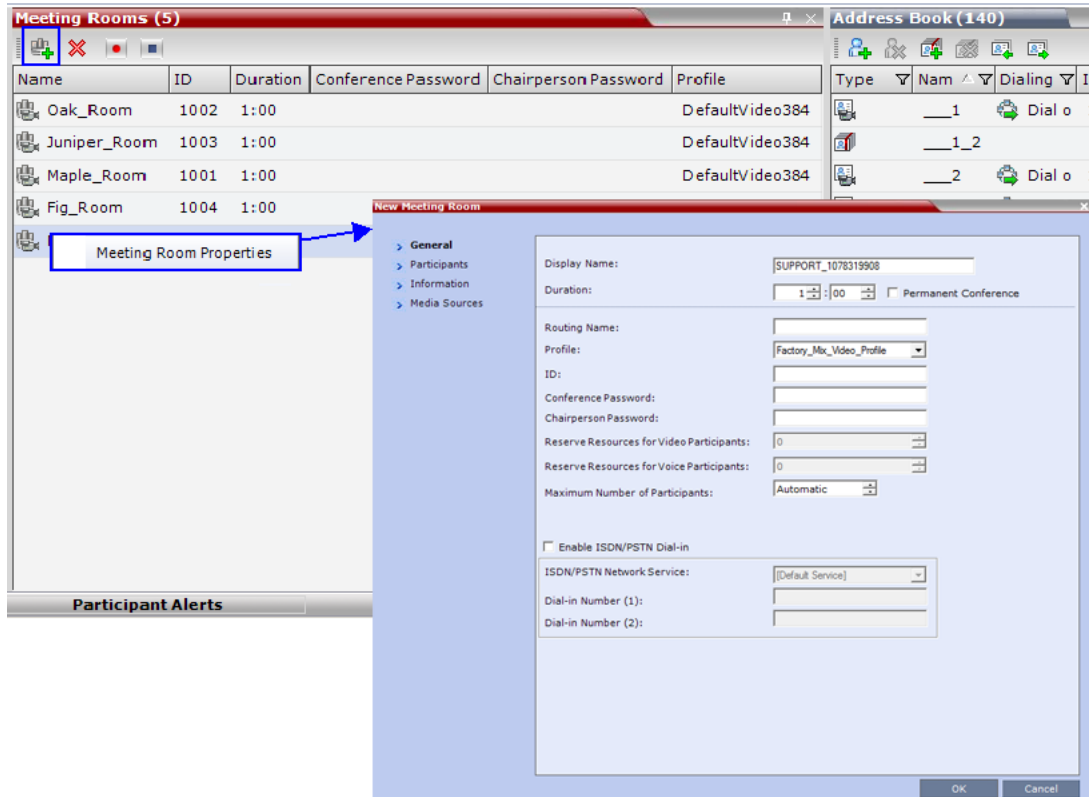 Meeting Rooms (5)
Name ID Duration Conference Password Chairperson Password Profile
Oak_Room 1002 1:00 DefaultVideo384
Juniper_Room 1003 1:00 DefaultVideo384
Maple_Room 1001 1:00 DefaultVideo384
Fig_Room 1004 1:00
Meeting Room Properties
Participant Alerts
Address Book (140)
Type Nam Dialing I
___1 Dial o
___1_2
___2 Dial o
New Meeting Room
General
Participants
Information
Media Sources
Display Name: SUPPORT_1078319908
Duration: 1 : 00 Permanent Conference
Routing Name:
Profile: Factory_Mix_Video_Profile
ID:
Conference Password:
Chairperson Password:
Reserve Resources for Video Participants: 0
Reserve Resources for Voice Participants: 0
Maximum Number of Participants: Automatic
Enable ISDN/PSTN Dial-in
ISDN/PSTN Network Service: [Default Service]
Dial-in Number (1):
Dial-in Number (2):
OK Cancel